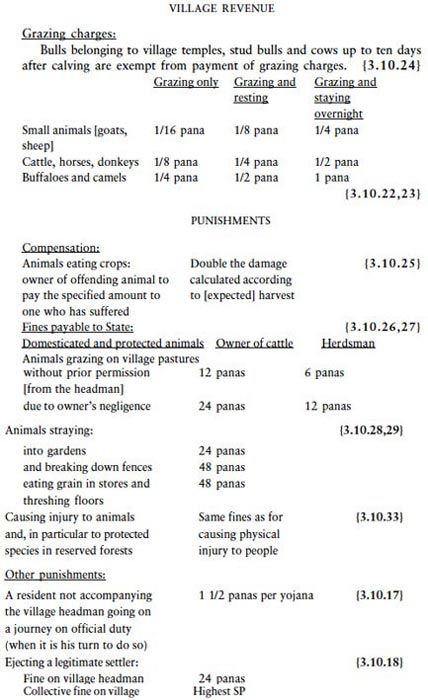 VILLAGE REVENUE
Grazing charges:
Bulls belonging to village temples, stud bulls and cows up to ten days
after calving are exempt from payment of grazing charges. {3.10.24}
Grazing only Grazing and Grazing and
resting staying
overnight
Small animals [goats, 1/16 pana 1/8 pana 1/4 pana
sheep]
Cattle, horses, donkeys 1/8 pana 1/4 pana 1/2 pana
Buffaloes and camels 1/4 pana 1/2 pana 1 pana
{3.10.22,23}
PUNISHMENTS
Compensation:
Animals eating crops: Double the damage {3.10.25}
owner of offending animal to calculated according
pay the specified amount to to [expected] harvest
one who has suffered
Fines payable to State: {3.10.26,27}
Domesticated and protected animals Owner of cattle Herdsman
Animals grazing on village pastures
without prior permission 12 panas 6 panas
[from the headman]
due to owner's negligence 24 panas 12 panas
Animals straying: {3.10.28,29}
into gardens 24 panas
and breaking down fences 48 panas
eating grain in stores and 48 panas
threshing floors
Causing injury to animals Same fines as for {3.10.33}
and, in particular to protected causing physical
species in reserved forests injury to people
Other punishments:
A resident not accompanying 1 1/2 panas per yojana {3.10.17}
the village headman going on
a journey on official duty
(when it is his turn to do so)
Ejecting a legitimate settler: {3.10.18}
Fine on village headman 24 panas
Collective fine on village Highest SP